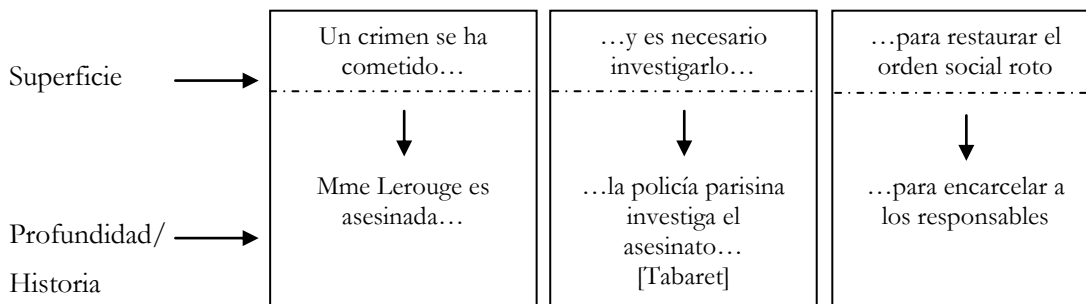 Superficie
Un crimen se ha
cometido…
…y es necesario
investigarlo…
…para restaurar el
orden social roto
Profundidad/
Historia
Mme Lerouge es
asesinada…
…la policía parisina
investiga el
asesinato…
[Tabaret]
…para encarcelar a
los responsables